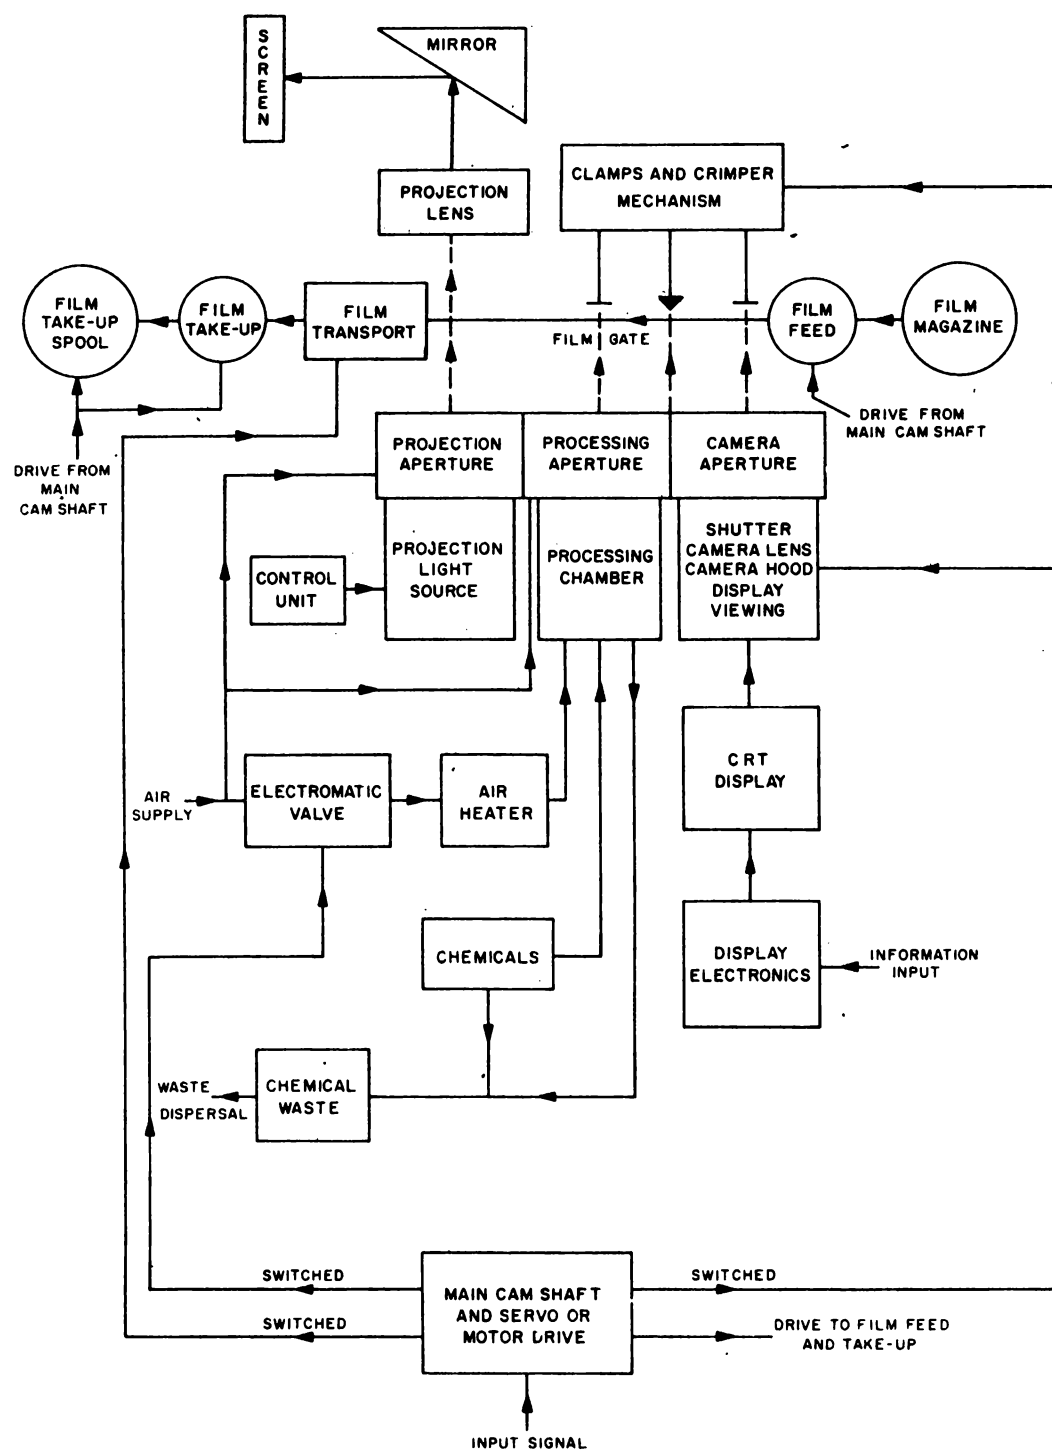 SCREEN
MIRROR
PROJECTION
LENS
CLAMPS AND CRIMPER
MECHANISM
FILM
TAKE-UP
SPOOL
FILM
TAKE-UP
FILM
TRANSPORT
FILM GATE
FILM
FEED
FILM
MAGAZINE
DRIVE FROM
MAIN CAM SHAFT
DRIVE FROM
MAIN
CAM SHAFT
PROJECTION
APERTURE
PROCESSING
APERTURE
CAMERA
APERTURE
CONTROL
UNIT
PROJECTION
LIGHT
SOURCE
PROCESSING
CHAMBER
SHUTTER
CAMERA LENS
CAMERA HOOD
DISPLAY
VIEWING
AIR
SUPPLY
ELECTROMATIC
VALVE
AIR
HEATER
CRT
DISPLAY
CHEMICALS
DISPLAY
ELECTRONICS
INFORMATION
INPUT
WASTE
DISPERSAL
CHEMICAL
WASTE
SWITCHED
SWITCHED
MAIN CAM SHAFT
AND SERVO OR
MOTOR DRIVE
SWITCHED
DRIVE TO FILM FEED
AND TAKE-UP
INPUT SIGNAL